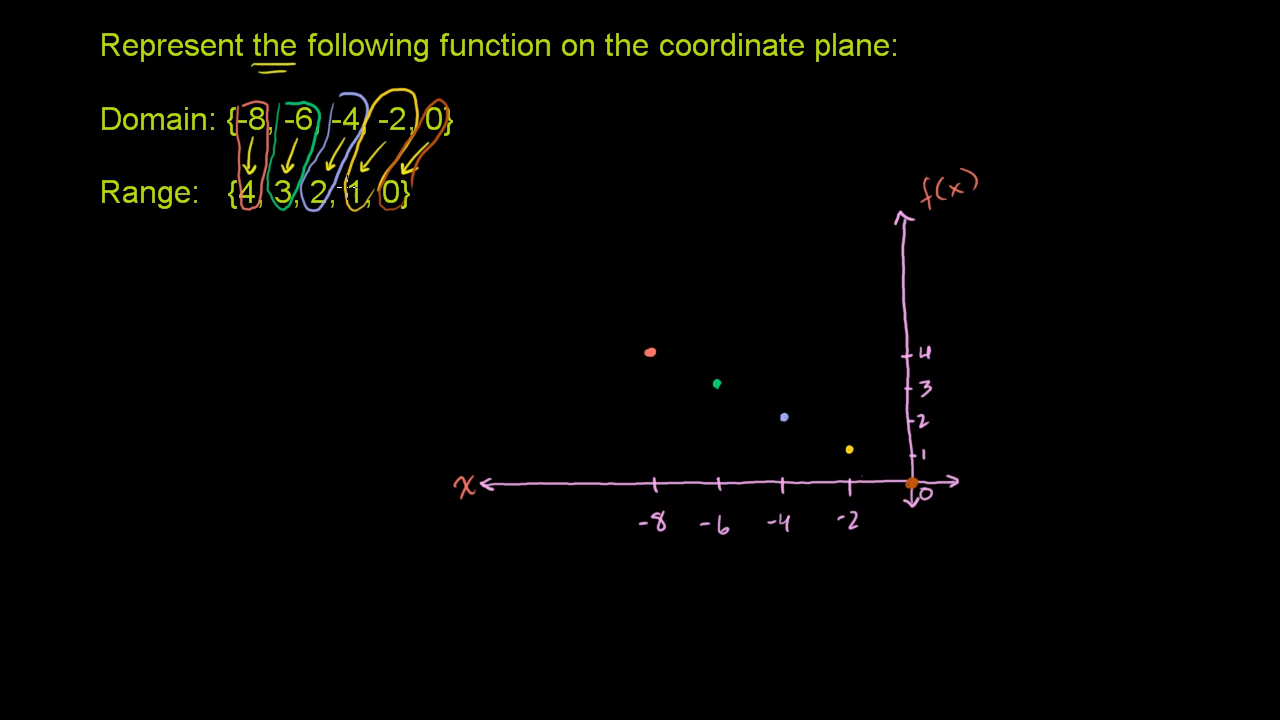 Represent the following function on the coordinate plane:
Domain: {-8, -6, -4, -2, 0}
Range: {4, 3, 2, 1, 0}
f(x)
4
3
2
1
x
0
-8 -6 -4 -2